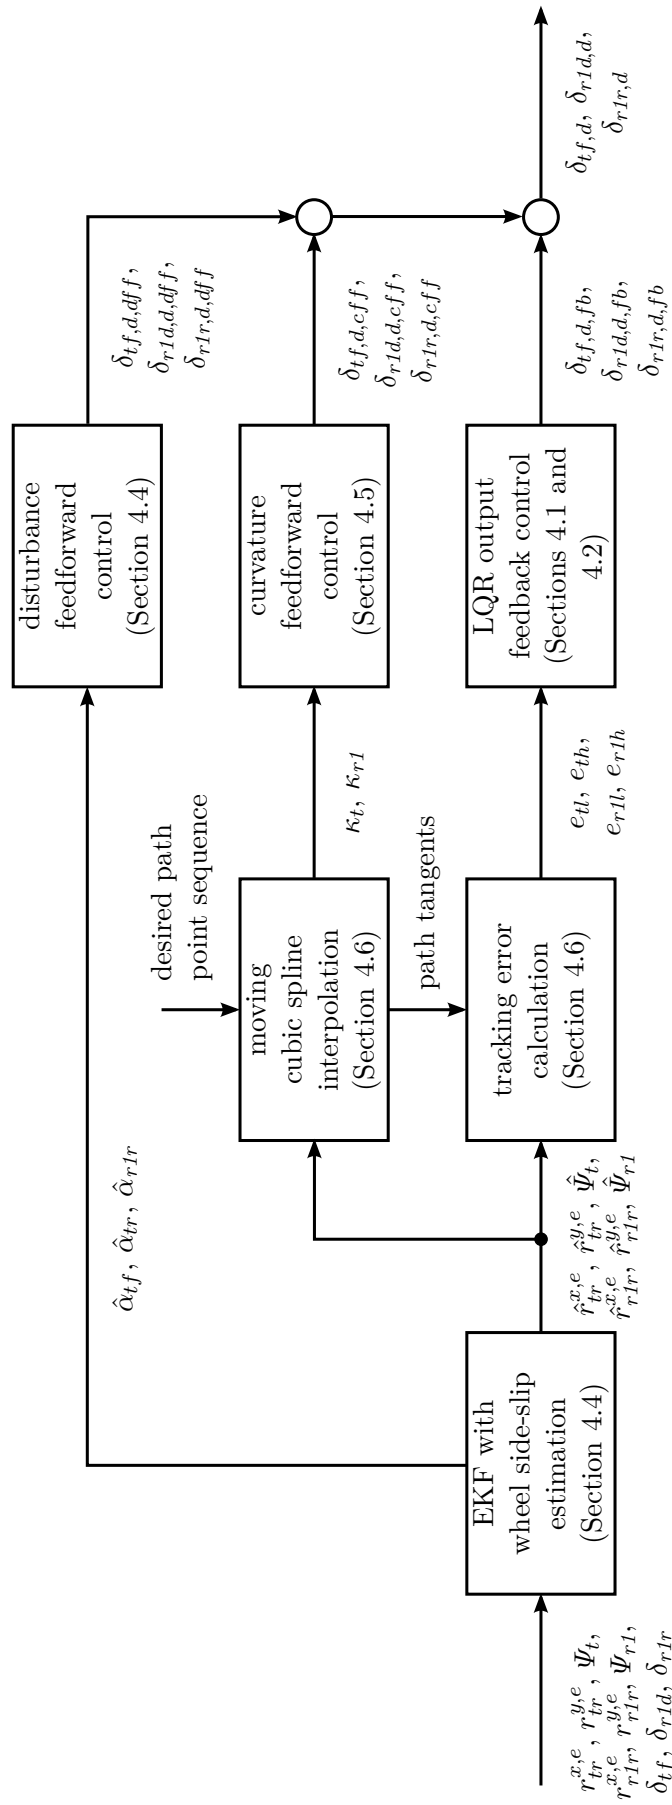 disturbance
feedforward
control
(Section 4.4)
δ_{tf,d,dff},
δ_{r1d,d,dff},
δ_{r1r,d,dff}
α̂_{tf}, α̂_{tr}, α̂_{r1r}
desired path
point sequence
moving
cubic spline
interpolation
(Section 4.6)
κ_t, κ_{r1}
curvature
feedforward
control
(Section 4.5)
δ_{tf,d,cff},
δ_{r1d,d,cff},
δ_{r1r,d,cff}
path tangents
r^{x,e}_{tr}, r^{y,e}_{tr}, Ψ_t,
r^{x,e}_{r1r}, r^{y,e}_{r1r}, Ψ_{r1},
δ_{tf}, δ_{r1d}, δ_{r1r}
EKF with
wheel side-slip
estimation
(Section 4.4)
r̂^{x,e}_{tr}, r̂^{y,e}_{tr}, Ψ̂_t,
r̂^{x,e}_{r1r}, r̂^{y,e}_{r1r}, Ψ̂_{r1}
tracking error
calculation
(Section 4.6)
e_{tl}, e_{th},
e_{r1l}, e_{r1h}
LQR output
feedback control
(Sections 4.1 and
4.2)
δ_{tf,d,fb},
δ_{r1d,d,fb},
δ_{r1r,d,fb}
δ_{tf,d}, δ_{r1d,d},
δ_{r1r,d}